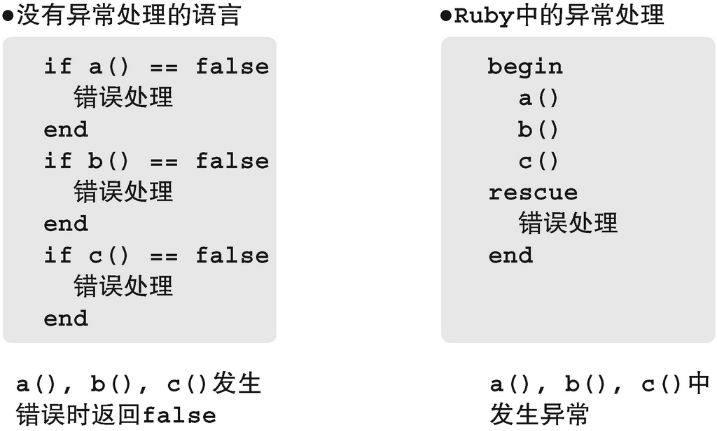 ●没有异常处理的语言
if a() == false
错误处理
end
if b() == false
错误处理
end
if c() == false
错误处理
end
a(), b(), c()发生
错误时返回false
●Ruby中的异常处理
begin
a()
b()
c()
rescue
错误处理
end
a(), b(), c()中
发生异常